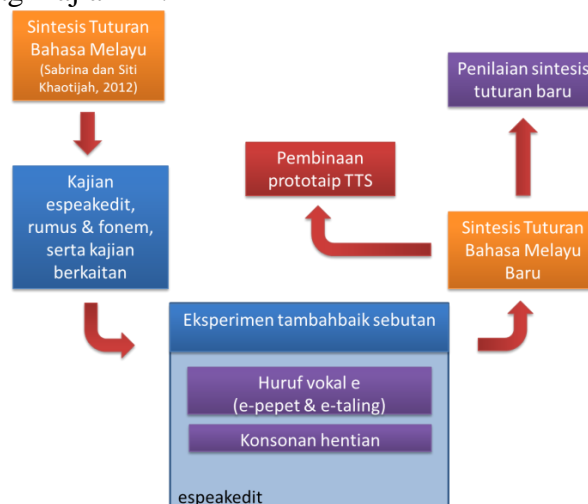 Sintesis Tuturan
Bahasa Melayu
(Sabrina dan Siti
Khaotijah, 2012)
Kajian
espeakedit,
rumus & fonem,
serta kajian
berkaitan
Eksperimen tambahbaik sebutan
Huruf vokal e
(e-pepet & e-taling)
Konsonan hentian
espeakedit
Sintesis Tuturan
Bahasa Melayu
Baru
Pembinaan
prototaip TTS
Penilaian sintesis
tuturan baru